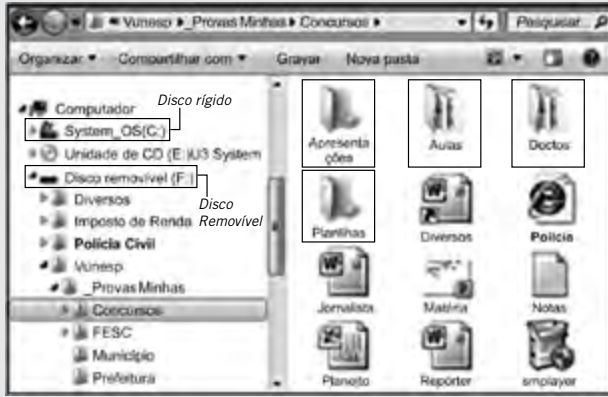 Vunesp ▸ _Provas Minhas ▸ Concursos ▸
Pesquisar...
Organizar ▾ Compartilhar com ▾ Gravar Nova pasta
Computador
Disco rígido
System_OS(C:)
Unidade de CD (E:)U3 System
Disco removível (F:)
Disco
Removível
Diversos
Imposto de Renda
Polícia Civil
Vunesp
_Provas Minhas
Concursos
FESC
Município
Prefeitura
Apresenta
ções
Aulas
Doctos
Planilhas
Diversos
Polícia
Jornalista
Matéria
Notas
Planejto
Repórter
smplayer